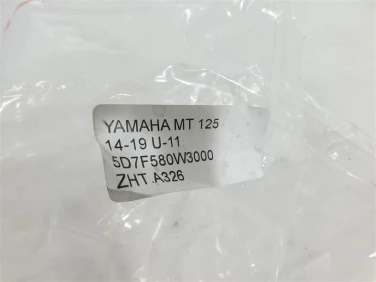 YAMAHA MT 125
14-19 U-11
5D7F580W3000
ZHT A326